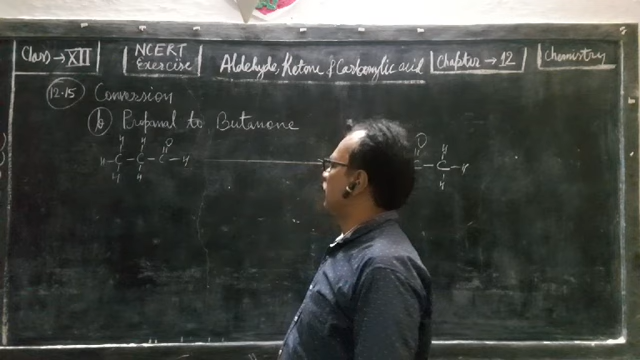 Class → XII
NCERT
Exercise
Aldehyde, Ketone & Carboxylic acid
Chapter → 12
Chemistry
12.15 Conversion
b) Propanal to Butanone
H H O
H - C - C - C - H
H H
H
- C - H
H